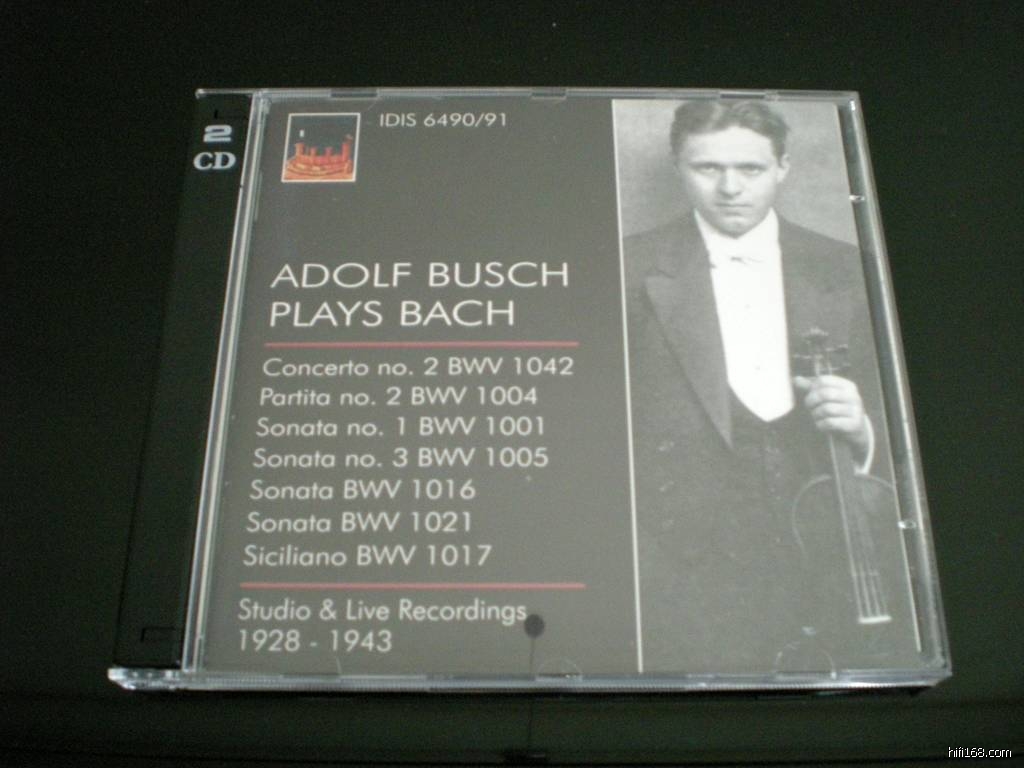 2
CD
IDIS 6490/91
ADOLF BUSCH
PLAYS BACH
Concerto no. 2 BWV 1042
Partita no. 2 BWV 1004
Sonata no. 1 BWV 1001
Sonata no. 3 BWV 1005
Sonata BWV 1016
Sonata BWV 1021
Siciliano BWV 1017
Studio & Live Recordings
1928 - 1943
hifi168.com